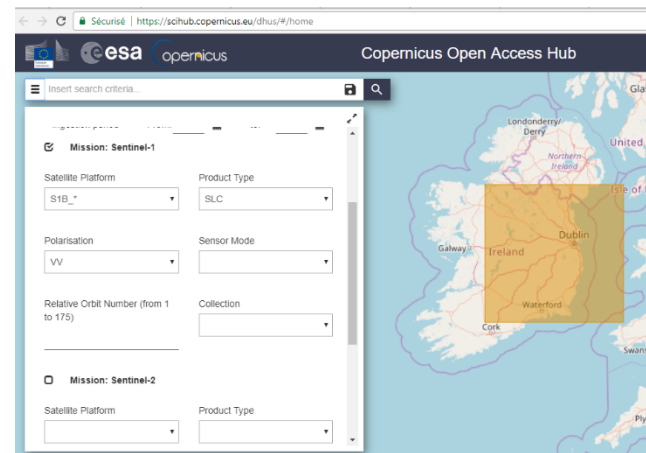 Sécurisé | https://scihub.copernicus.eu/dhus/#/home
esa opernicus
Copernicus Open Access Hub
Insert search criteria...
Mission: Sentinel-1
Satellite Platform Product Type
S1B_* SLC
Polarisation Sensor Mode
VV
Relative Orbit Number (from 1 Collection
to 175)
Mission: Sentinel-2
Satellite Platform Product Type
Gla
Londonderry/
Derry
United
Northern
Ireland
Isle of
Dublin
Galway
Ireland
Waterford
Cork
Swans
Ply